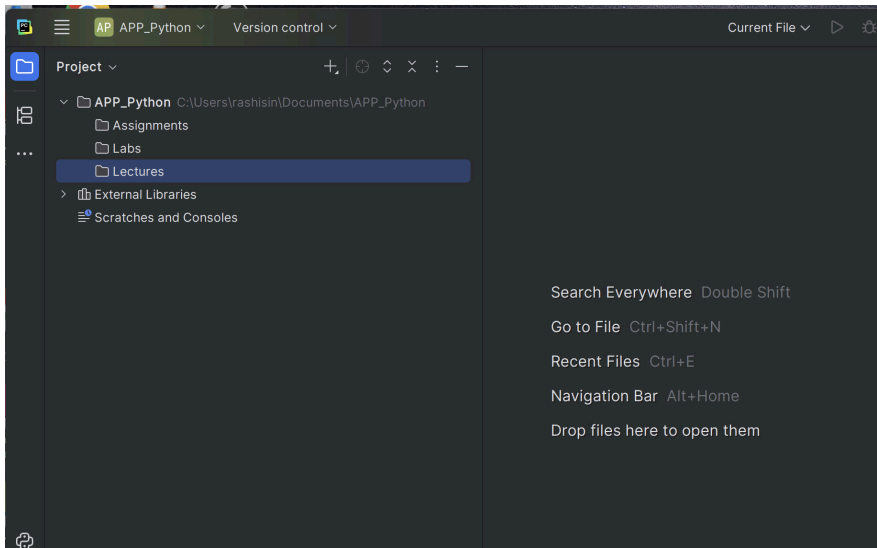 PC
AP APP_Python Version control Current File
Project
APP_Python C:\Users\rashisin\Documents\APP_Python
Assignments
Labs
Lectures
External Libraries
Scratches and Consoles
Search Everywhere Double Shift
Go to File Ctrl+Shift+N
Recent Files Ctrl+E
Navigation Bar Alt+Home
Drop files here to open them